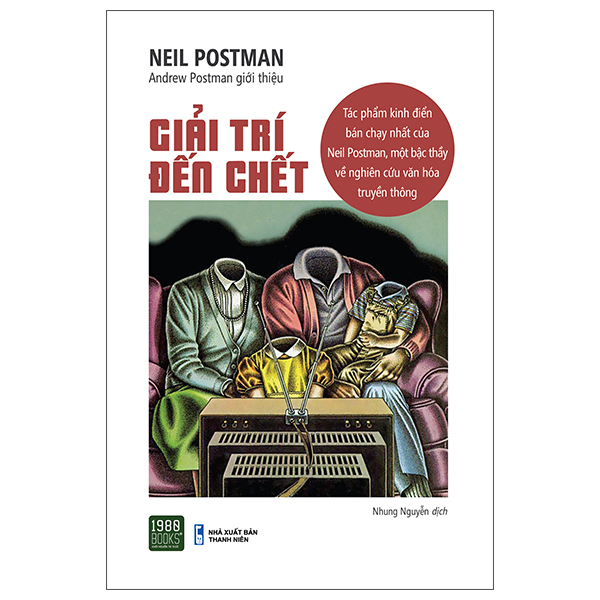 NEIL POSTMAN
Andrew Postman giới thiệu
GIẢI TRÍ
ĐẾN CHẾT
Tác phẩm kinh điển
bán chạy nhất của
Neil Postman, một bậc thầy
về nghiên cứu văn hóa
truyền thông
Nhung Nguyễn dịch
1980
BOOKS
NHÀ XUẤT BẢN
THANH NIÊN